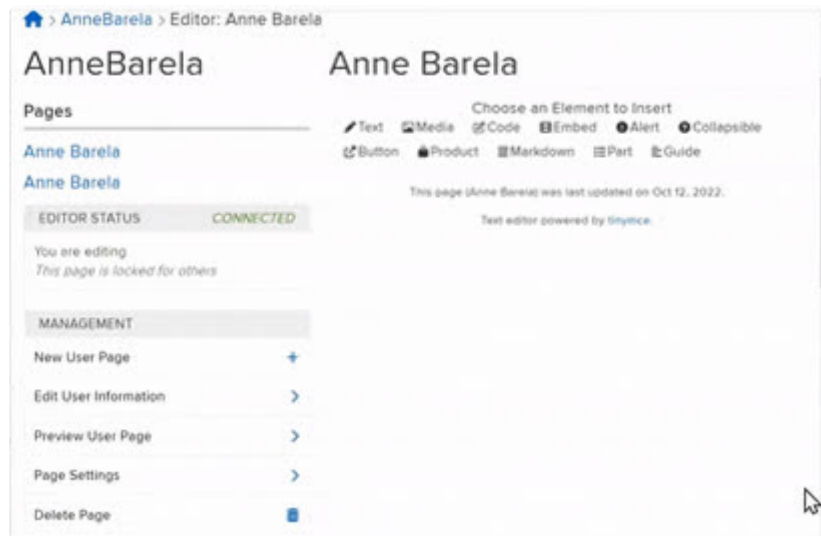 > AnneBarela > Editor: Anne Barela
AnneBarela
Pages
Anne Barela
Anne Barela
EDITOR STATUS CONNECTED
You are editing
This page is locked for others
MANAGEMENT
New User Page +
Edit User Information >
Preview User Page >
Page Settings >
Delete Page
Anne Barela
Choose an Element to Insert
Text Media Code Embed Alert Collapsible
Button Product Markdown Part Guide
This page (Anne Barela) was last updated on Oct 12, 2022.
Text editor powered by tinymce.